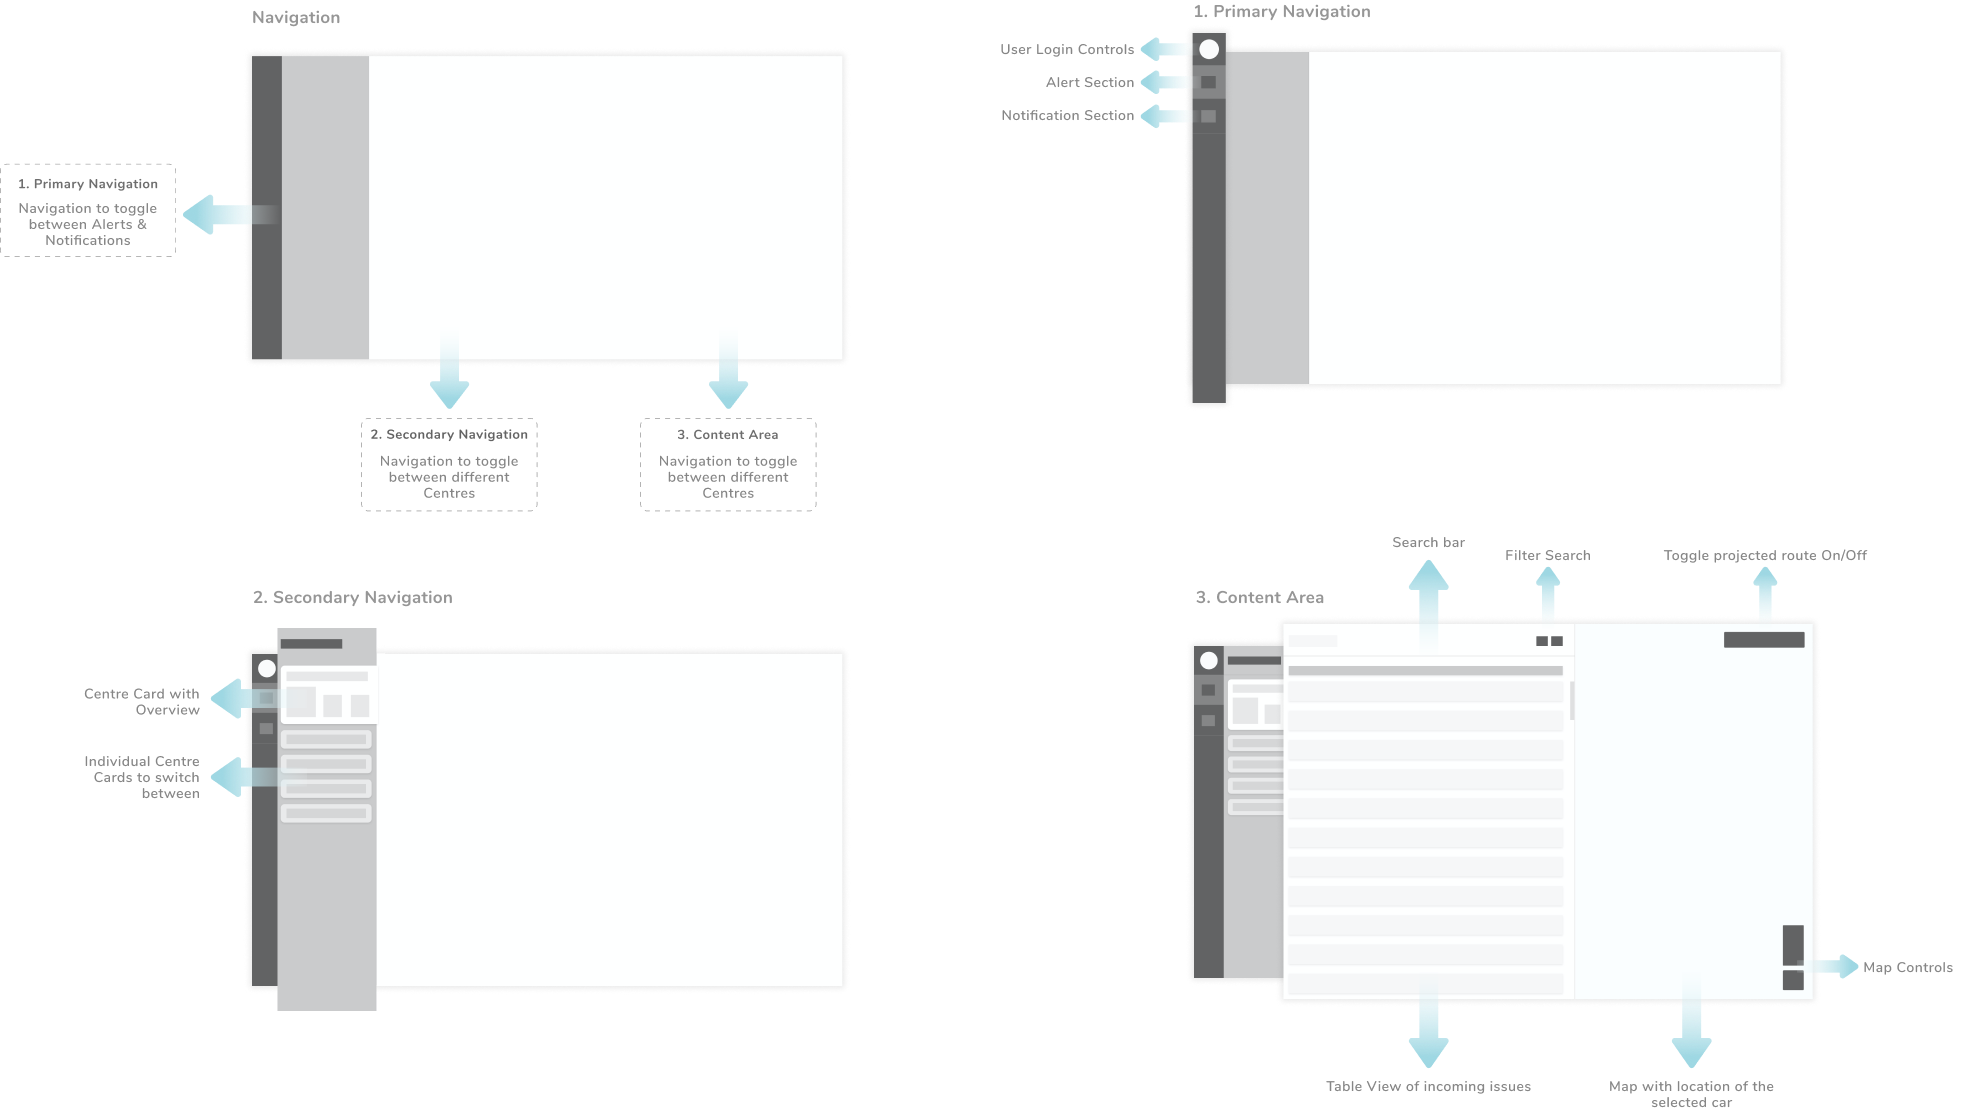 Navigation
1. Primary Navigation
Navigation to toggle
between Alerts &
Notifications
2. Secondary Navigation
Navigation to toggle
between different
Centres
3. Content Area
Navigation to toggle
between different
Centres
1. Primary Navigation
User Login Controls
Alert Section
Notification Section
2. Secondary Navigation
Centre Card with
Overview
Individual Centre
Cards to switch
between
3. Content Area
Search bar
Filter Search
Toggle projected route On/Off
Map Controls
Table View of incoming issues
Map with location of the
selected car